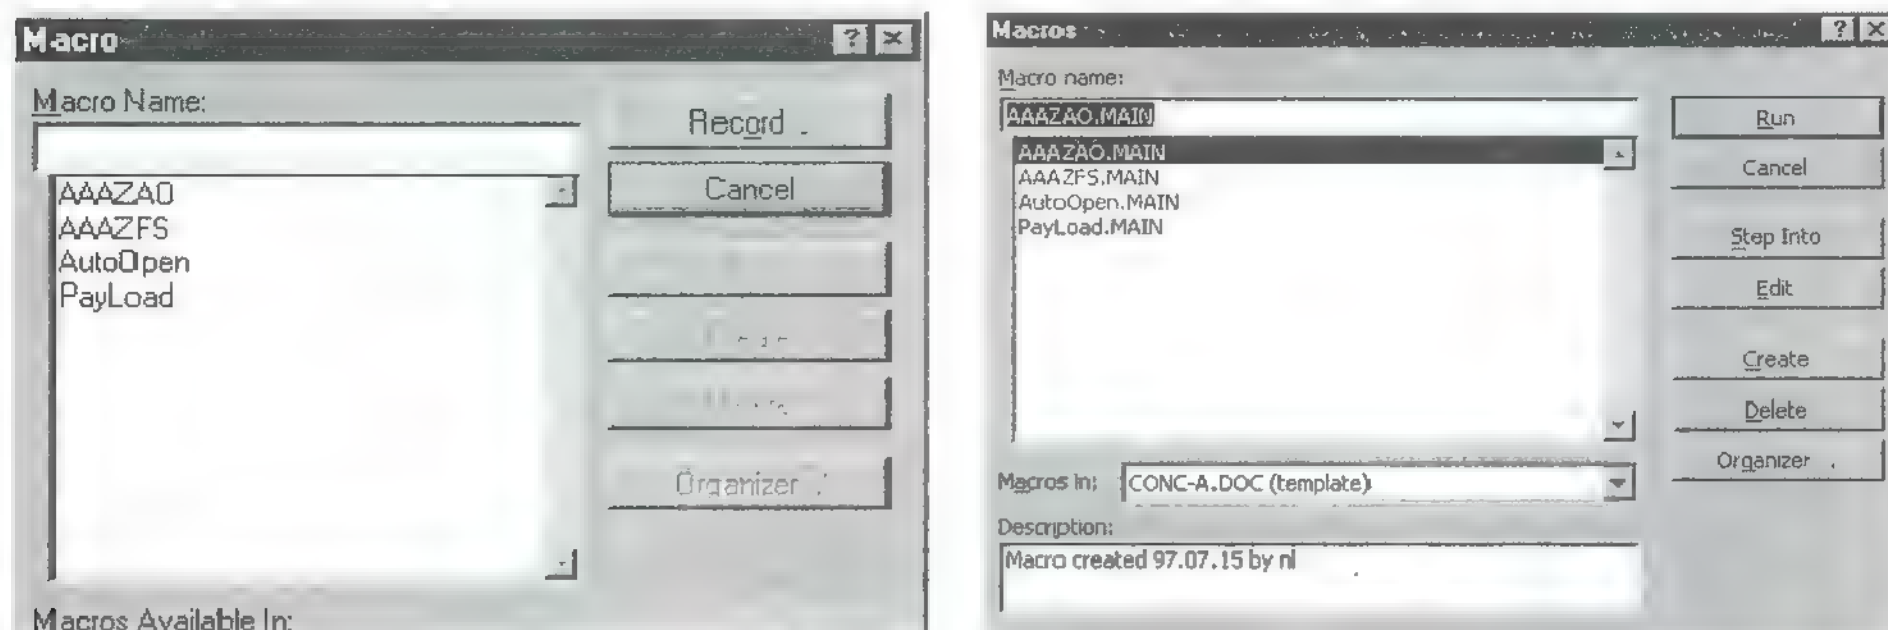 Macro
Macro Name:
Record .
Cancel
AAAZAO
AAAZFS
AutoOpen
PayLoad
Organizer
Macros Available In:
Macros
Macro name:
AAAZAO.MAIN
AAAZAO.MAIN
AAAZFS.MAIN
AutoOpen.MAIN
PayLoad.MAIN
Run
Cancel
Step Into
Edit
Create
Delete
Organizer .
Macros in:
CONC-A.DOC (template)
Description:
Macro created 97.07.15 by nl